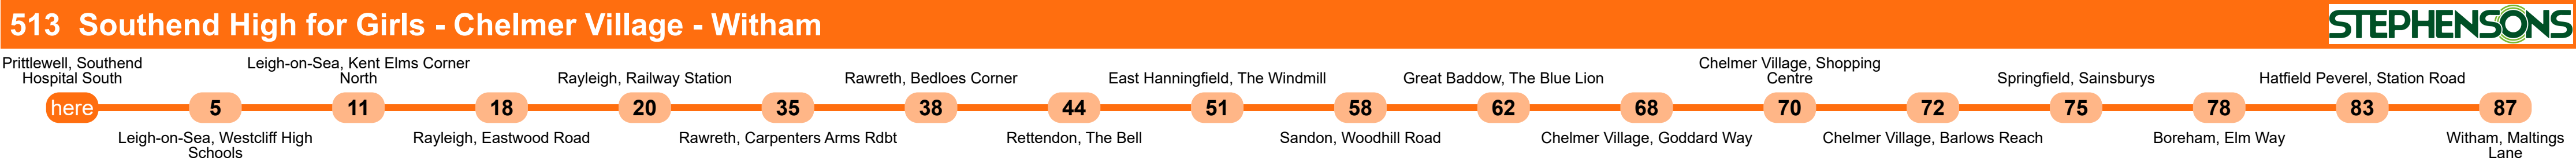 513 Southend High for Girls - Chelmer Village - Witham
STEPHENSONS
Prittlewell, Southend
Hospital South
Leigh-on-Sea, Kent Elms Corner
North
Rayleigh, Railway Station
Rawreth, Bedloes Corner
East Hanningfield, The Windmill
Great Baddow, The Blue Lion
Chelmer Village, Shopping
Centre
Springfield, Sainsburys
Hatfield Peverel, Station Road
here 5 11 18 20 35 38 44 51 58 62 68 70 72 75 78 83 87
Leigh-on-Sea, Westcliff High
Schools
Rayleigh, Eastwood Road
Rawreth, Carpenters Arms Rdbt
Rettendon, The Bell
Sandon, Woodhill Road
Chelmer Village, Goddard Way
Chelmer Village, Barlows Reach
Boreham, Elm Way
Witham, Maltings
Lane